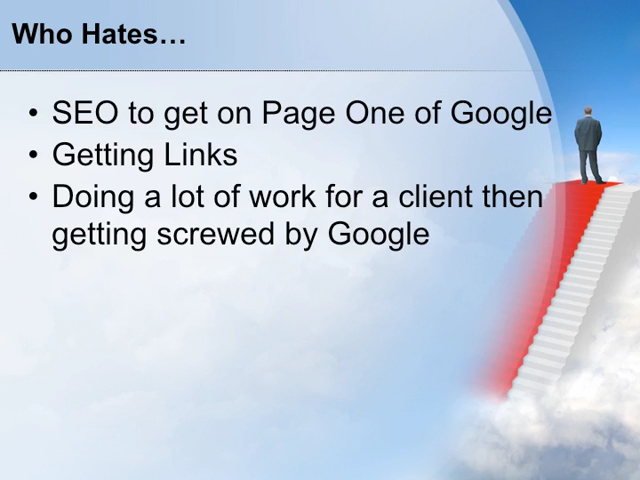 Who Hates…
• SEO to get on Page One of Google
• Getting Links
• Doing a lot of work for a client then
getting screwed by Google